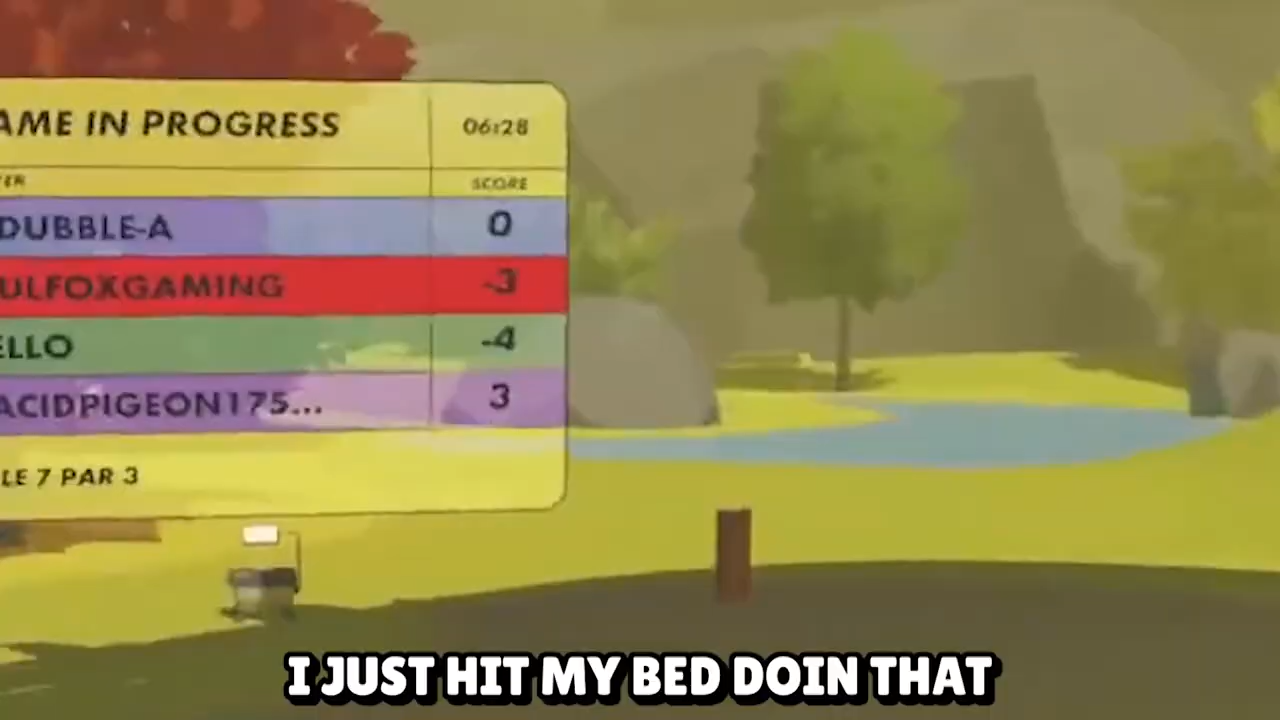 AME IN PROGRESS 06:28
ER SCORE
DUBBLE-A 0
ULFOXGAMING -3
ELLO -4
ACIDPIGEON175... 3
LE 7 PAR 3
I JUST HIT MY BED DOIN THAT